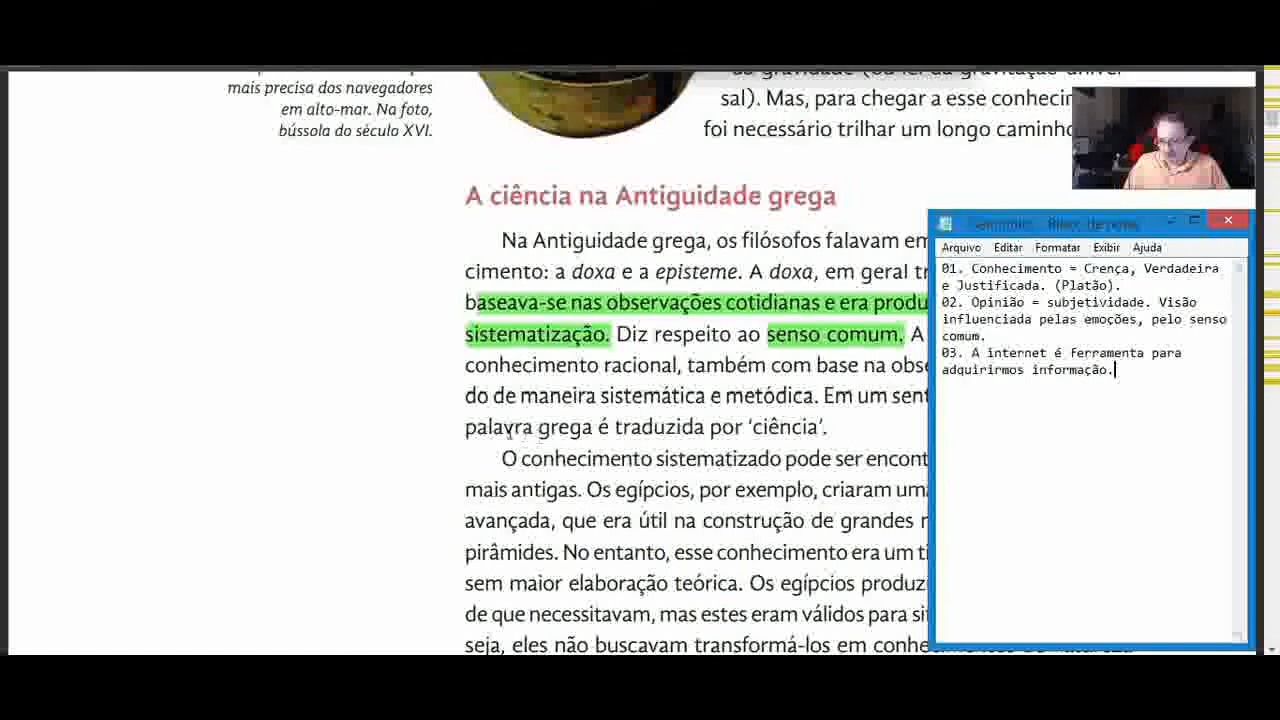 mais precisa dos navegadores
em alto-mar. Na foto,
bússola do século XVI.
sal). Mas, para chegar a esse conhecim
foi necessário trilhar um longo caminho
A ciência na Antiguidade grega
Na Antiguidade grega, os filósofos falavam em
cimento: a doxa e a episteme. A doxa, em geral tr
baseava-se nas observações cotidianas e era produ
sistematização. Diz respeito ao senso comum. A
conhecimento racional, também com base na obse
do de maneira sistemática e metódica. Em um sent
palavra grega é traduzida por ‘ciência’.
O conhecimento sistematizado pode ser encont
mais antigas. Os egípcios, por exemplo, criaram uma
avançada, que era útil na construção de grandes
pirâmides. No entanto, esse conhecimento era um ti
sem maior elaboração teórica. Os egípcios produzi
de que necessitavam, mas estes eram válidos para si
seja, eles não buscavam transformá-los em
Arquivo Editar Formatar Exibir Ajuda
01. Conhecimento = Crença, Verdadeira
e Justificada. (Platão).
02. Opinião = subjetividade. Visão
influenciada pelas emoções, pelo senso
comum.
03. A internet é ferramenta para
adquirirmos informação.